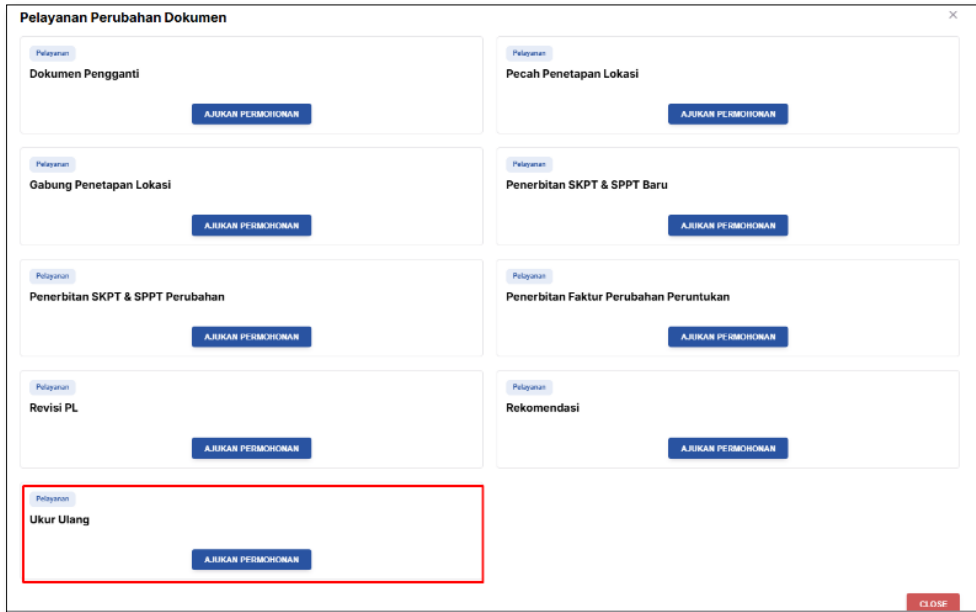 Pelayanan Perubahan Dokumen
×
Pelayanan
Dokumen Pengganti
AJUKAN PERMOHONAN
Pelayanan
Pecah Penetapan Lokasi
AJUKAN PERMOHONAN
Pelayanan
Gabung Penetapan Lokasi
AJUKAN PERMOHONAN
Pelayanan
Penerbitan SKPT & SPPT Baru
AJUKAN PERMOHONAN
Pelayanan
Penerbitan SKPT & SPPT Perubahan
AJUKAN PERMOHONAN
Pelayanan
Penerbitan Faktur Perubahan Peruntukan
AJUKAN PERMOHONAN
Pelayanan
Revisi PL
AJUKAN PERMOHONAN
Pelayanan
Rekomendasi
AJUKAN PERMOHONAN
Pelayanan
Ukur Ulang
AJUKAN PERMOHONAN
CLOSE